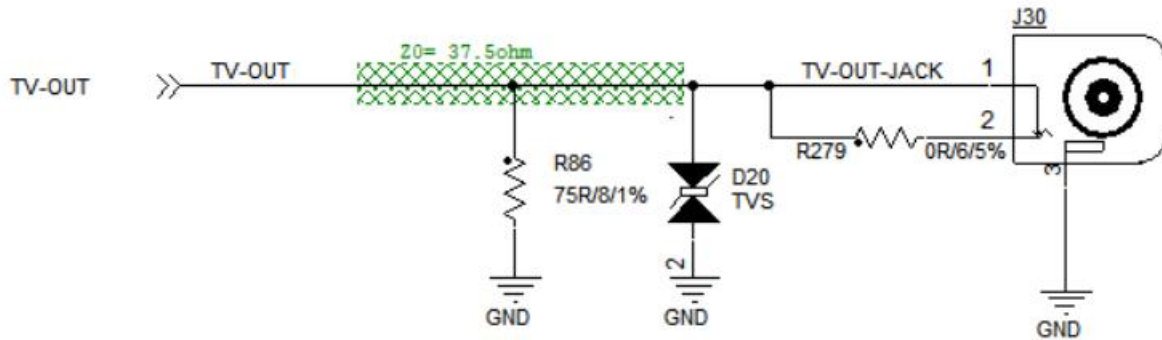 J30
Z0= 37.5ohm
TV-OUT
TV-OUT
TV-OUT-JACK
1
2
R279
0R/6/5%
R86
75R/8/1%
D20
TVS
3
2
GND
GND
GND